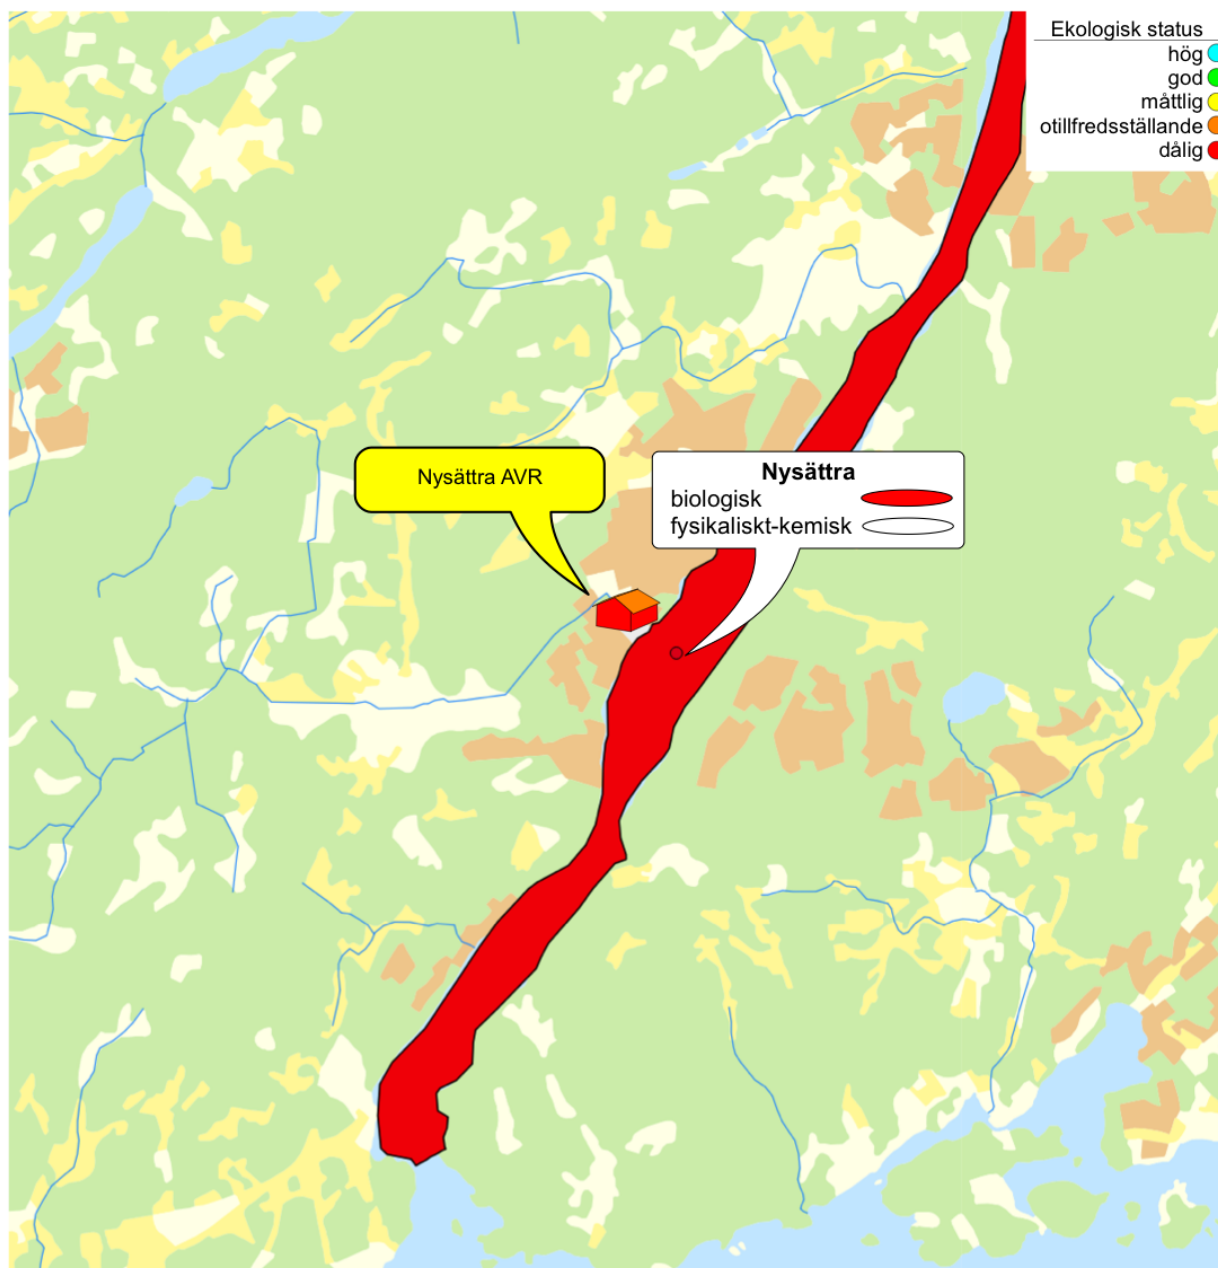 Ekologisk status
hög
god
måttlig
otillfredsställande
dålig
Nysättra AVR
Nysättra
biologisk
fysikaliskt-kemisk